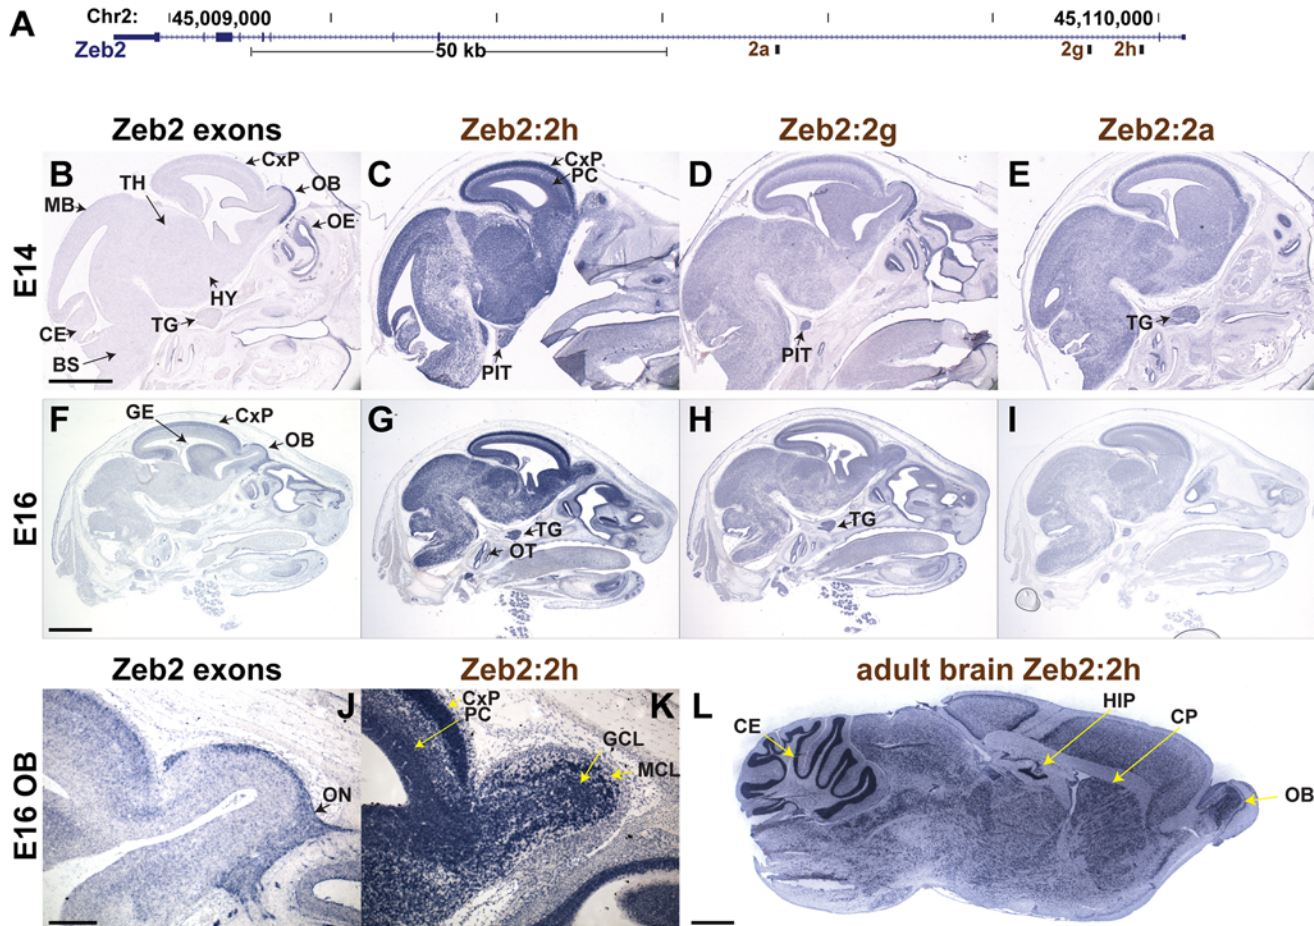 A
Chr2:
45,009,000
45,110,000
Zeb2
50 kb
2a
2g
2h
Zeb2 exons
Zeb2:2h
Zeb2:2g
Zeb2:2a
E14
B
CxP
TH
OB
MB
OE
HY
TG
CE
BS
C
CxP
PC
PIT
D
PIT
E
TG
E16
F
GE
CxP
OB
G
TG
OT
H
TG
I
Zeb2 exons
Zeb2:2h
adult brain Zeb2:2h
E16 OB
J
ON
K
CxP
PC
GCL
MCL
L
CE
HIP
CP
OB